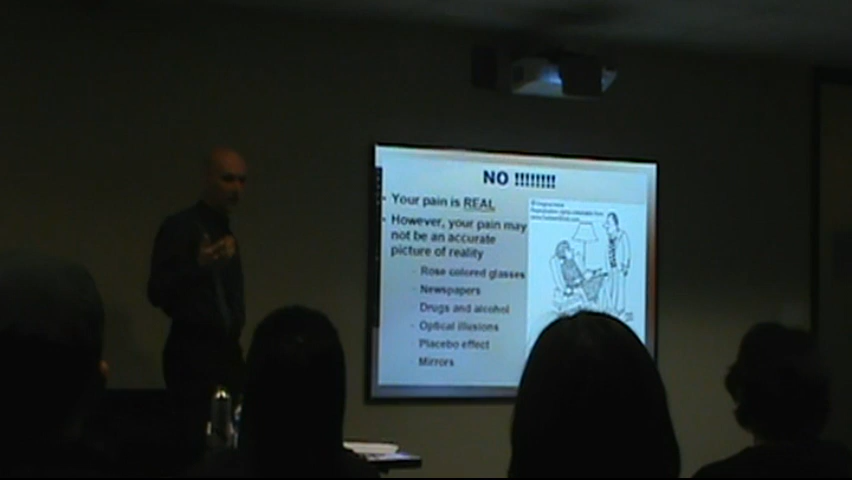 NO !!!!!!!!
Your pain is REAL
However, your pain may
not be an accurate
picture of reality
Rose colored glasses
Newspapers
Drugs and alcohol
Optical illusions
Placebo effect
Mirrors